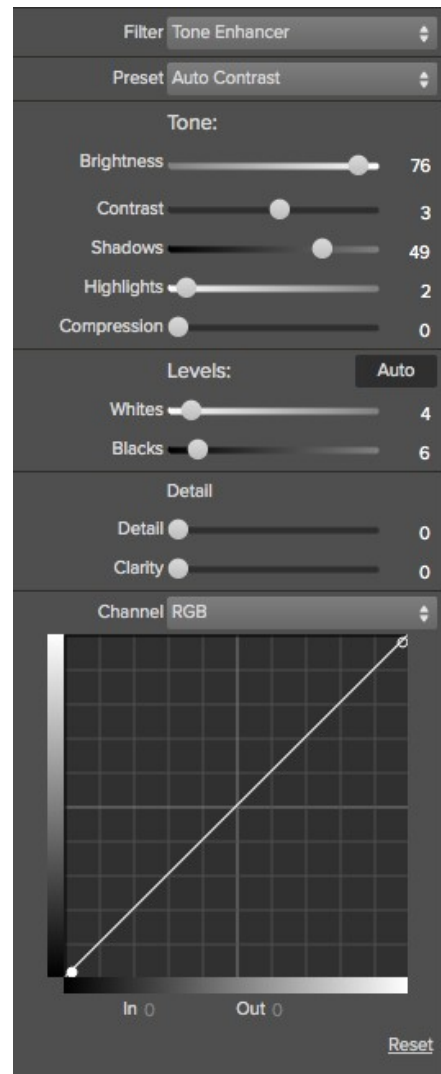 Filter Tone Enhancer
Preset Auto Contrast
Tone:
Brightness 76
Contrast 3
Shadows 49
Highlights 2
Compression 0
Levels: Auto
Whites 4
Blacks 6
Detail
Detail 0
Clarity 0
Channel RGB
In 0 Out 0
Reset